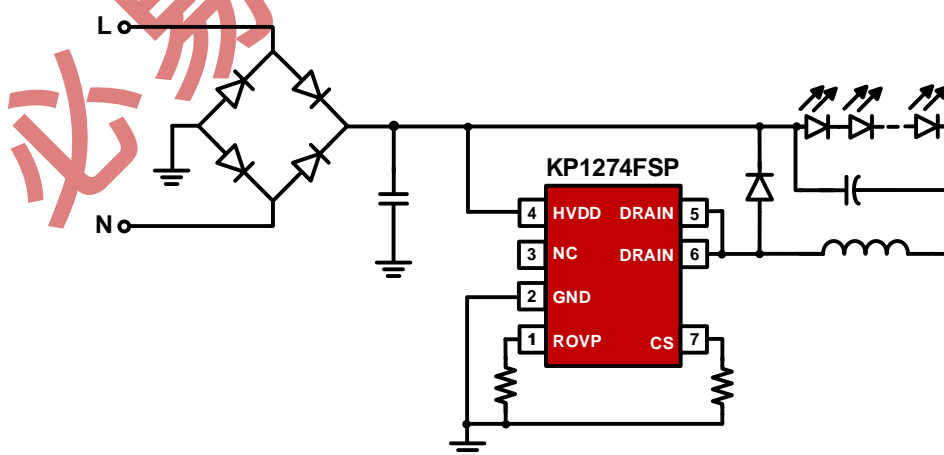 必易
L
KP1274FSP
4 HVDD DRAIN 5
3 NC DRAIN 6
N
2 GND
1 ROVP CS 7